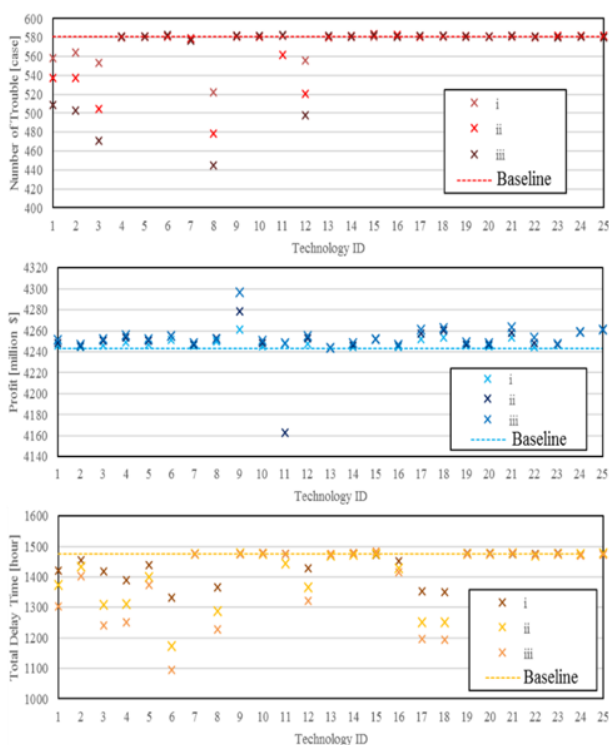 600
580
560
540
520
500
480
460
440
420
400
Number of Trouble [case]
i
ii
iii
Baseline
1 2 3 4 5 6 7 8 9 10 11 12 13 14 15 16 17 18 19 20 21 22 23 24 25
Technology ID
4320
4300
4280
4260
4240
4220
4200
4180
4160
4140
Profit [million $]
i
ii
iii
Baseline
1 2 3 4 5 6 7 8 9 10 11 12 13 14 15 16 17 18 19 20 21 22 23 24 25
Technology ID
1600
1500
1400
1300
1200
1100
1000
Total Delay Time [hour]
i
ii
iii
Baseline
1 2 3 4 5 6 7 8 9 10 11 12 13 14 15 16 17 18 19 20 21 22 23 24 25
Technology ID